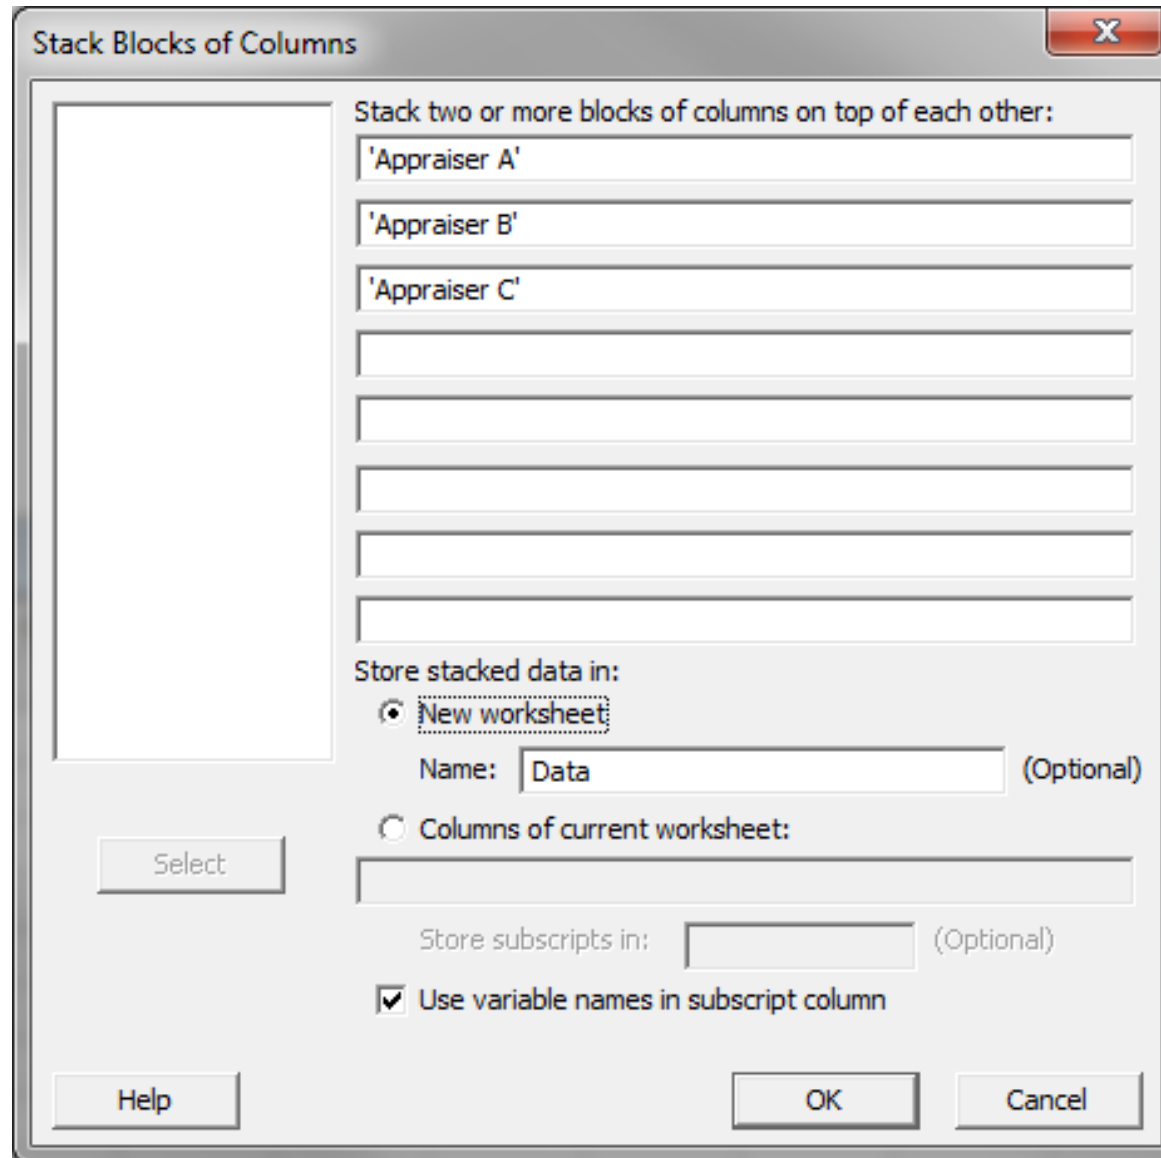 Stack Blocks of Columns
Stack two or more blocks of columns on top of each other:
'Appraiser A'
'Appraiser B'
'Appraiser C'
Store stacked data in:
New worksheet
Name: Data (Optional)
Columns of current worksheet:
Select
Store subscripts in: (Optional)
Use variable names in subscript column
Help OK Cancel